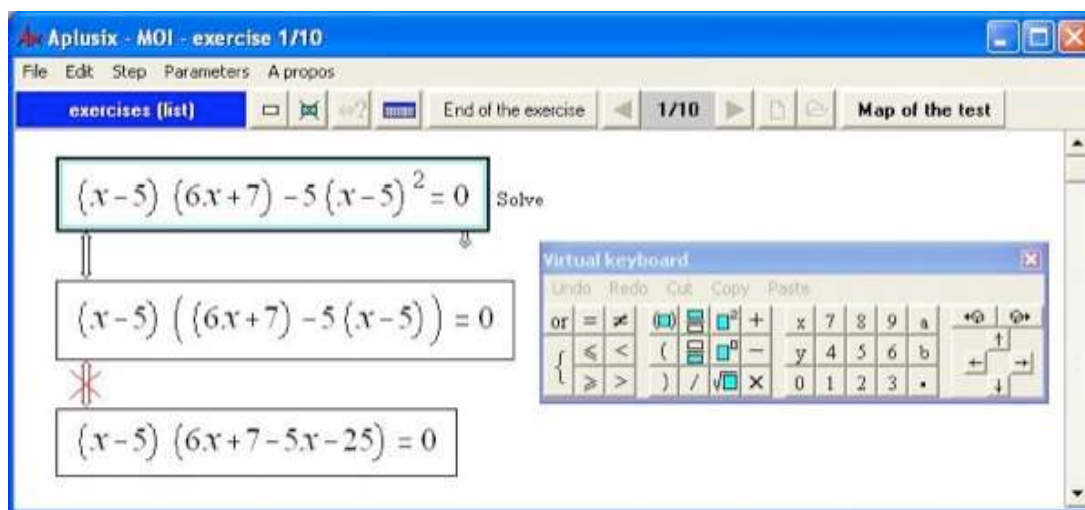 Aplusix - MOI - exercise 1/10
File Edit Step Parameters A propos
exercises (list) ⇔? End of the exercise 1/10 Map of the test
(x − 5) (6x + 7) − 5 (x − 5)² = 0 Solve
(x − 5) ((6x + 7) − 5 (x − 5)) = 0
(x − 5) (6x + 7 − 5x − 25) = 0
Virtual keyboard
Undo Redo Cut Copy Paste
or = ≠ (□) □² + x 7 8 9 a
{ ⩽ < ( □ⁿ − y 4 5 6 b
⩾ > ) / √□ × 0 1 2 3 .